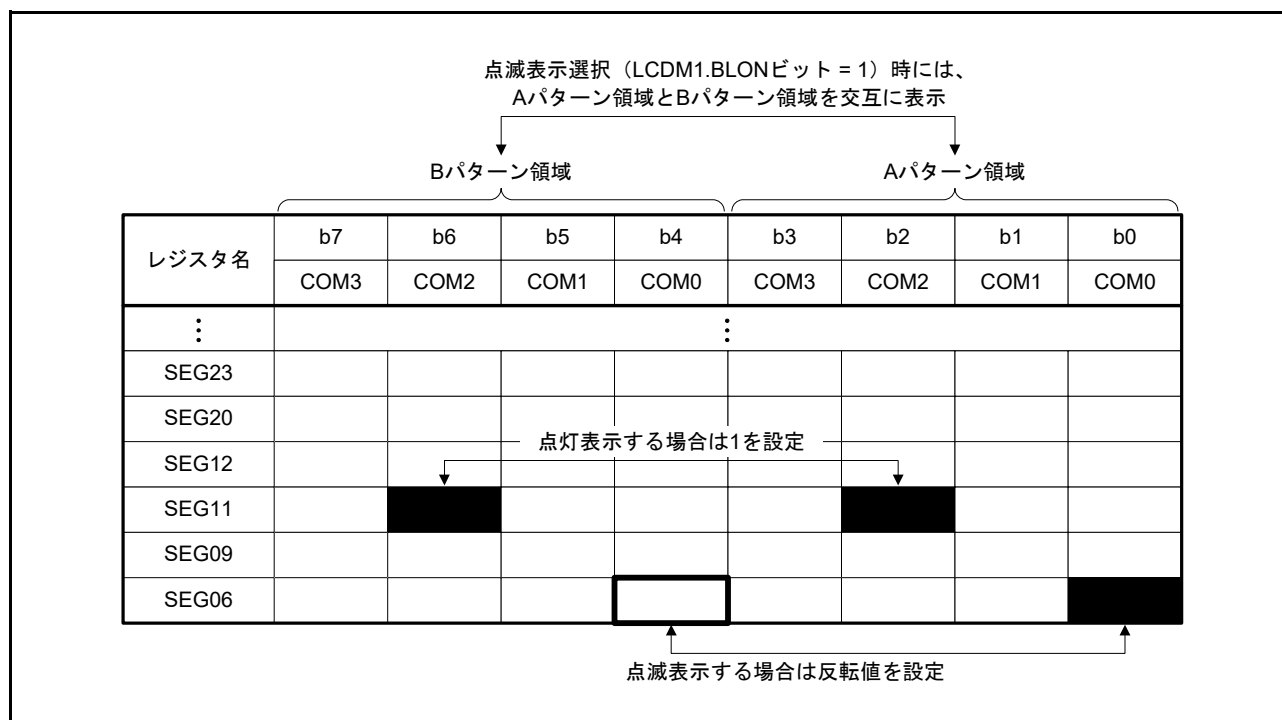 点滅表示選択（LCDM1.BLONビット = 1）時には、
Aパターン領域とBパターン領域を交互に表示
Bパターン領域 Aパターン領域
レジスタ名 b7 b6 b5 b4 b3 b2 b1 b0
COM3 COM2 COM1 COM0 COM3 COM2 COM1 COM0
⋮ ⋮
SEG23
SEG20
点灯表示する場合は1を設定
SEG12
SEG11
SEG09
SEG06
点滅表示する場合は反転値を設定